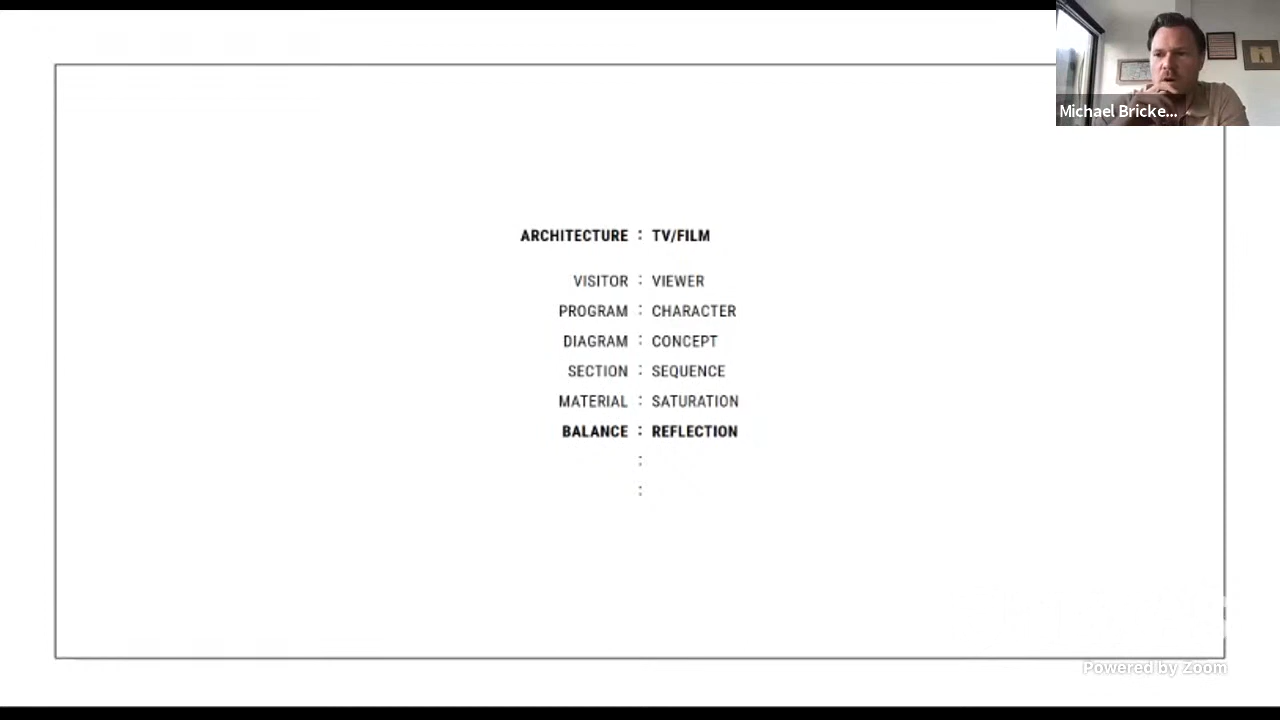 Michael Bricke...
ARCHITECTURE : TV/FILM
VISITOR : VIEWER
PROGRAM : CHARACTER
DIAGRAM : CONCEPT
SECTION : SEQUENCE
MATERIAL : SATURATION
BALANCE : REFLECTION
:
:
Powered by Zoom